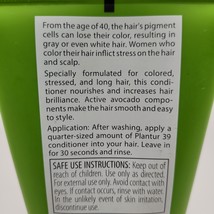 From the age of 40, the hair's pigment
cells can lose their color, resulting in
gray or even white hair. Women who
color their hair inflict stress on the hair
and scalp.
Specially formulated for colored,
stressed, and long hair, this con-
ditioner nourishes and increases hair
brilliance. Active avocado compo-
nents make the hair smooth and easy
to style.
Application: After washing, apply a
quarter-sized amount of Plantur 39
conditioner into your hair. Leave in
for 30 seconds and rinse.
SAFE USE INSTRUCTIONS: Keep out
of reach of children. Use only as directed.
For external use only. Avoid contact with
eyes. If contact occurs, rinse with water.
In the unlikely event of skin irritation,
discontinue use.